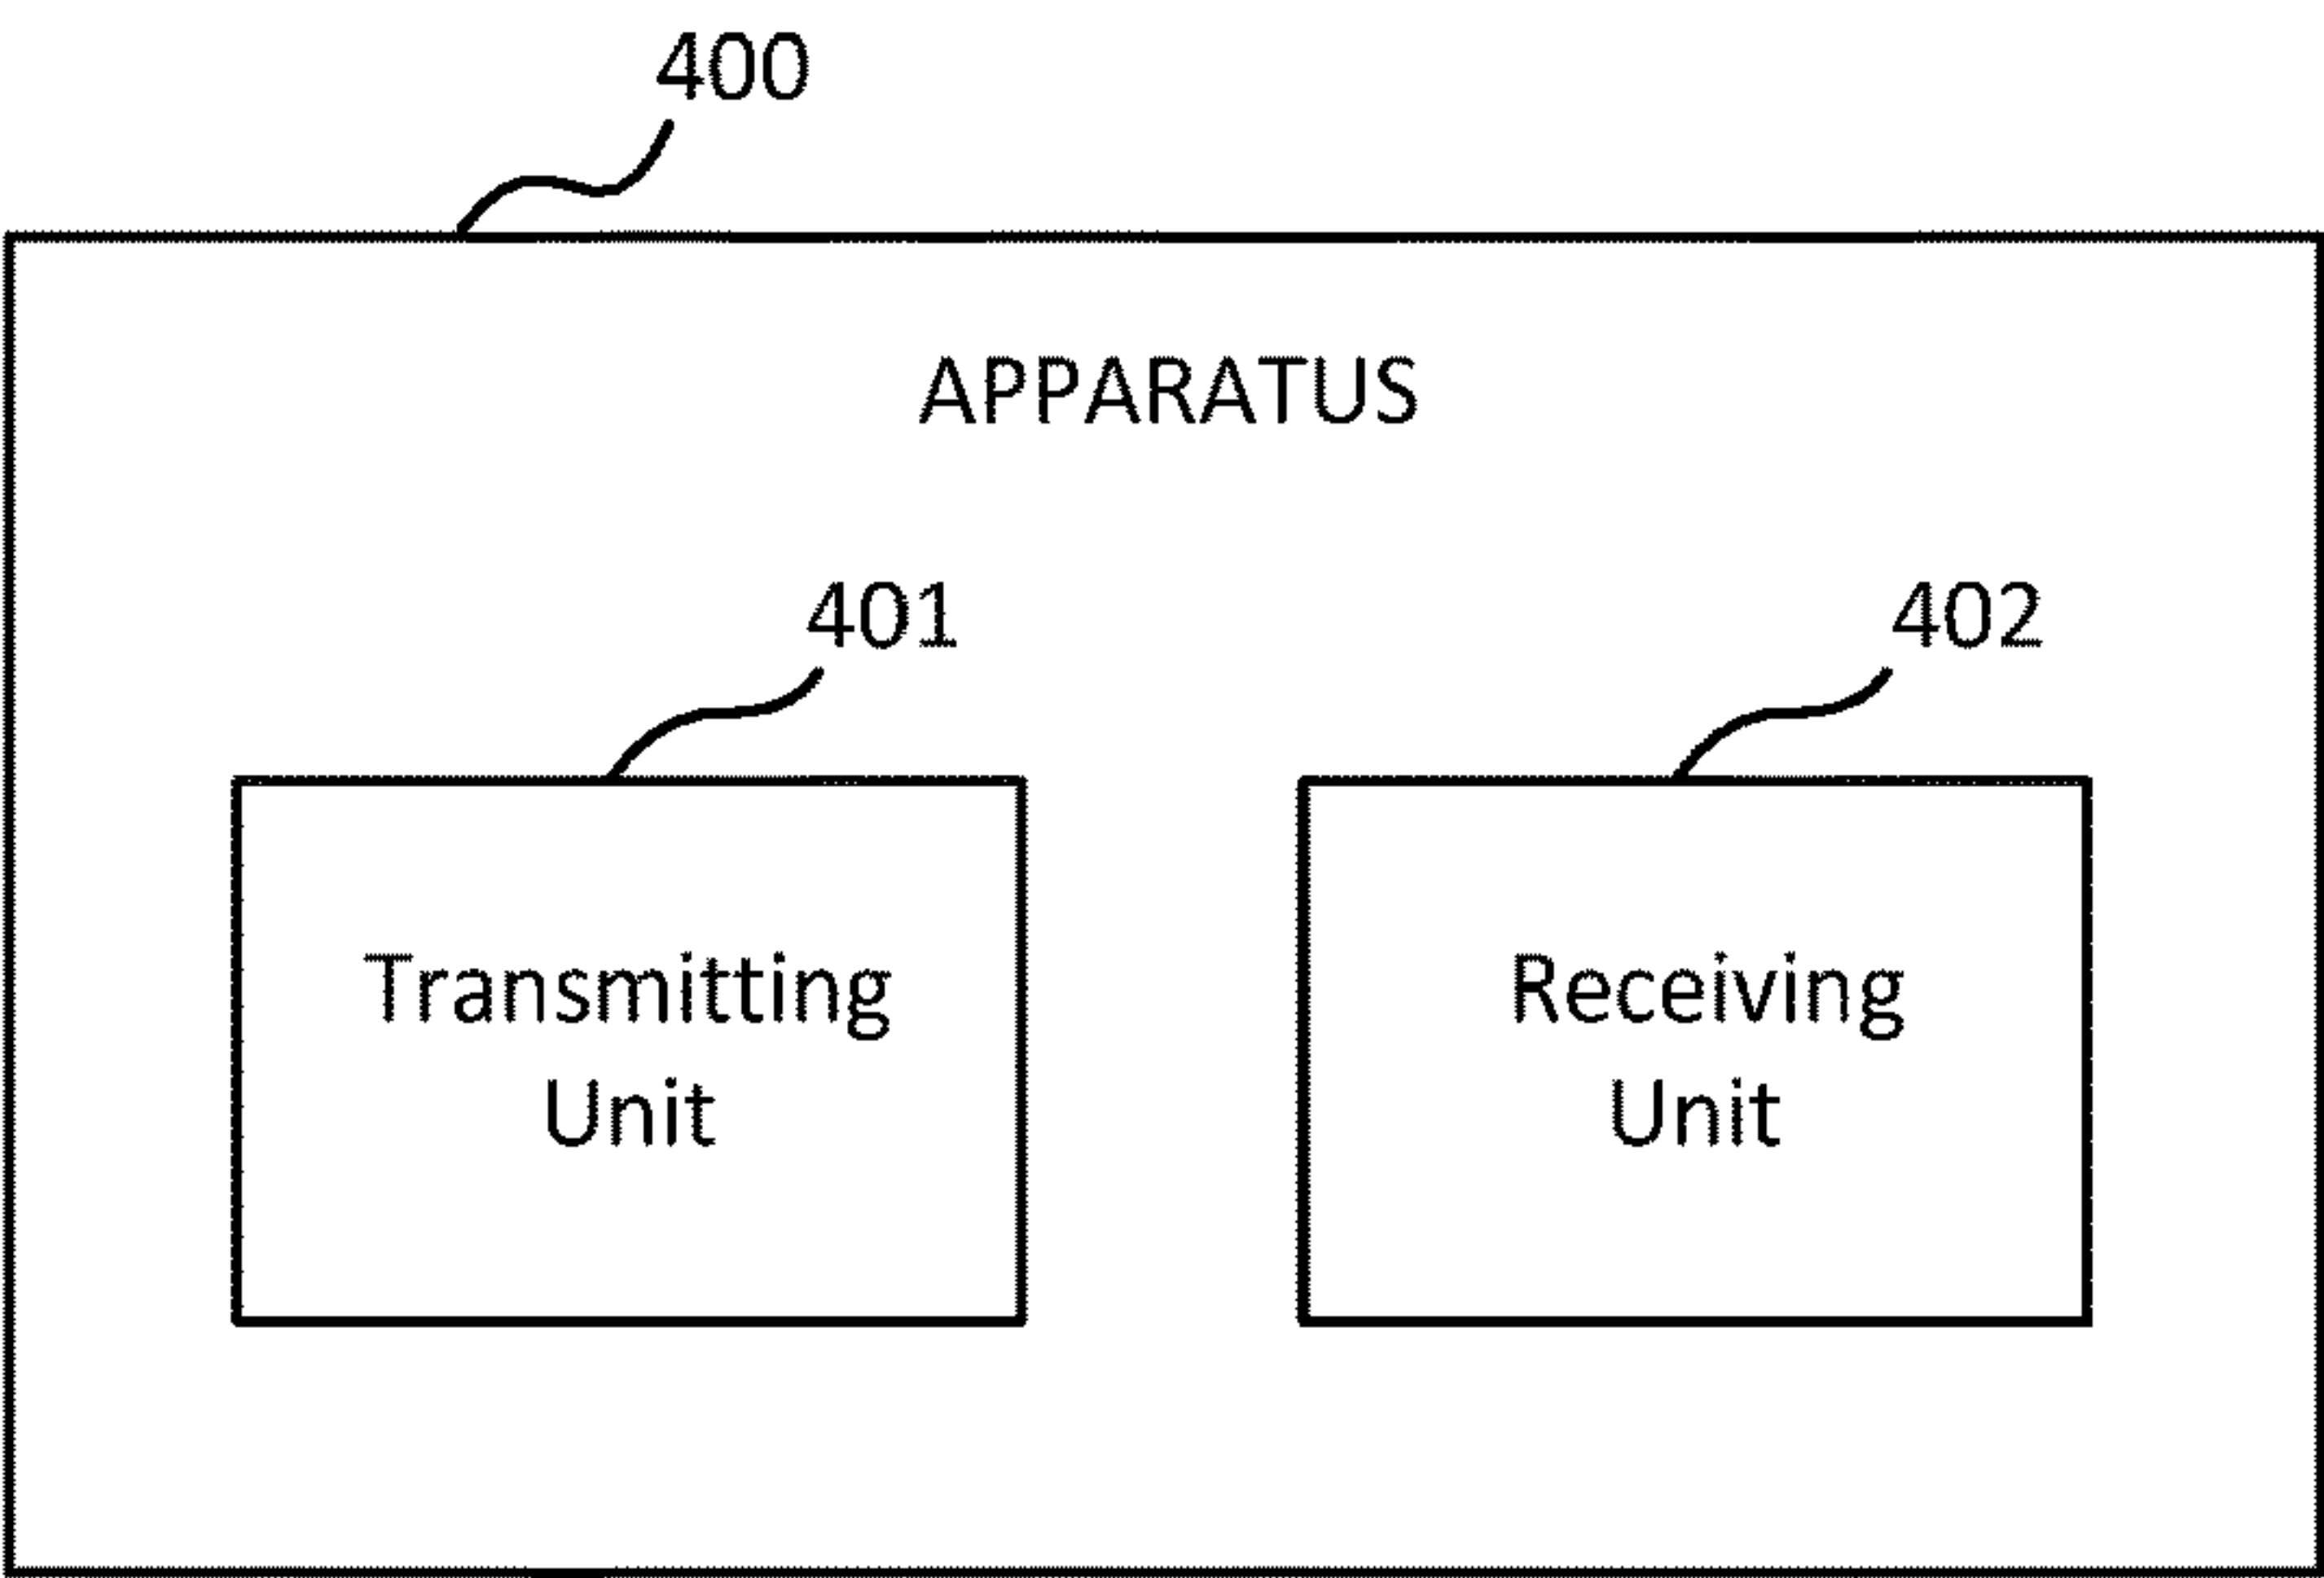 400
APPARATUS
401
402
Transmitting
Unit
Receiving
Unit